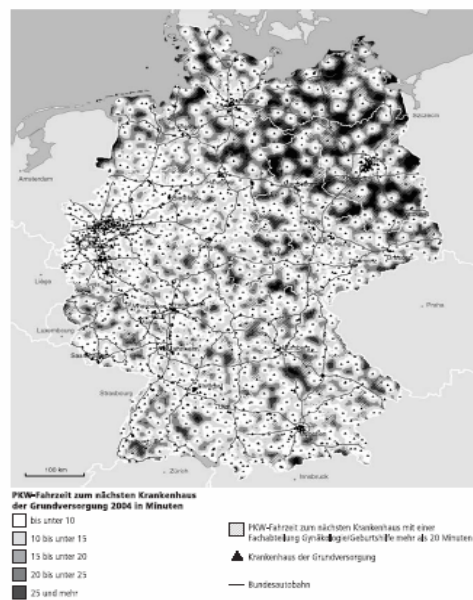 Szczecin
Amsterdam
Liège
Luxembourg
Praha
Strasbourg
Zürich
Innsbruck
100 km
PKW-Fahrzeit zum nächsten Krankenhaus
der Grundversorgung 2004 in Minuten
bis unter 10
10 bis unter 15
15 bis unter 20
20 bis unter 25
25 und mehr
PKW-Fahrzeit zum nächsten Krankenhaus mit einer
Fachabteilung Gynäkologie/Geburtshilfe mehr als 20 Minuten
Krankenhaus der Grundversorgung
Bundesautobahn